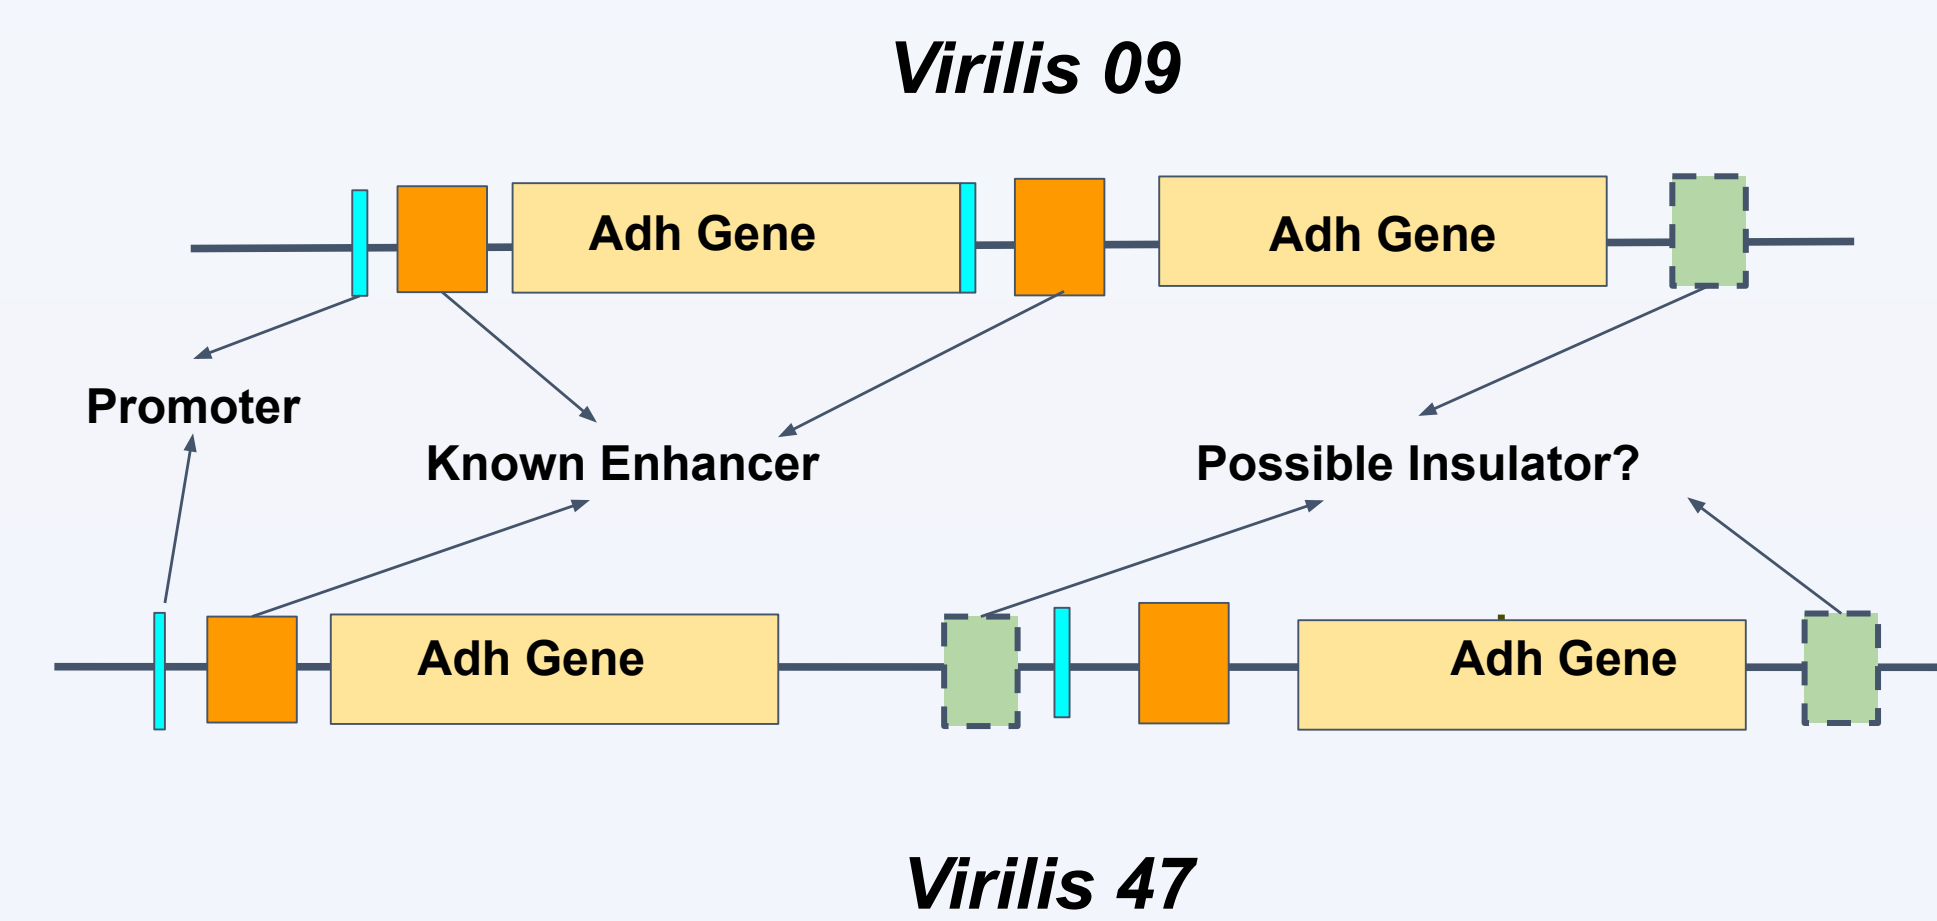 Virilis 09
Adh Gene
Adh Gene
Promoter
Known Enhancer
Possible Insulator?
Adh Gene
Adh Gene
Virilis 47